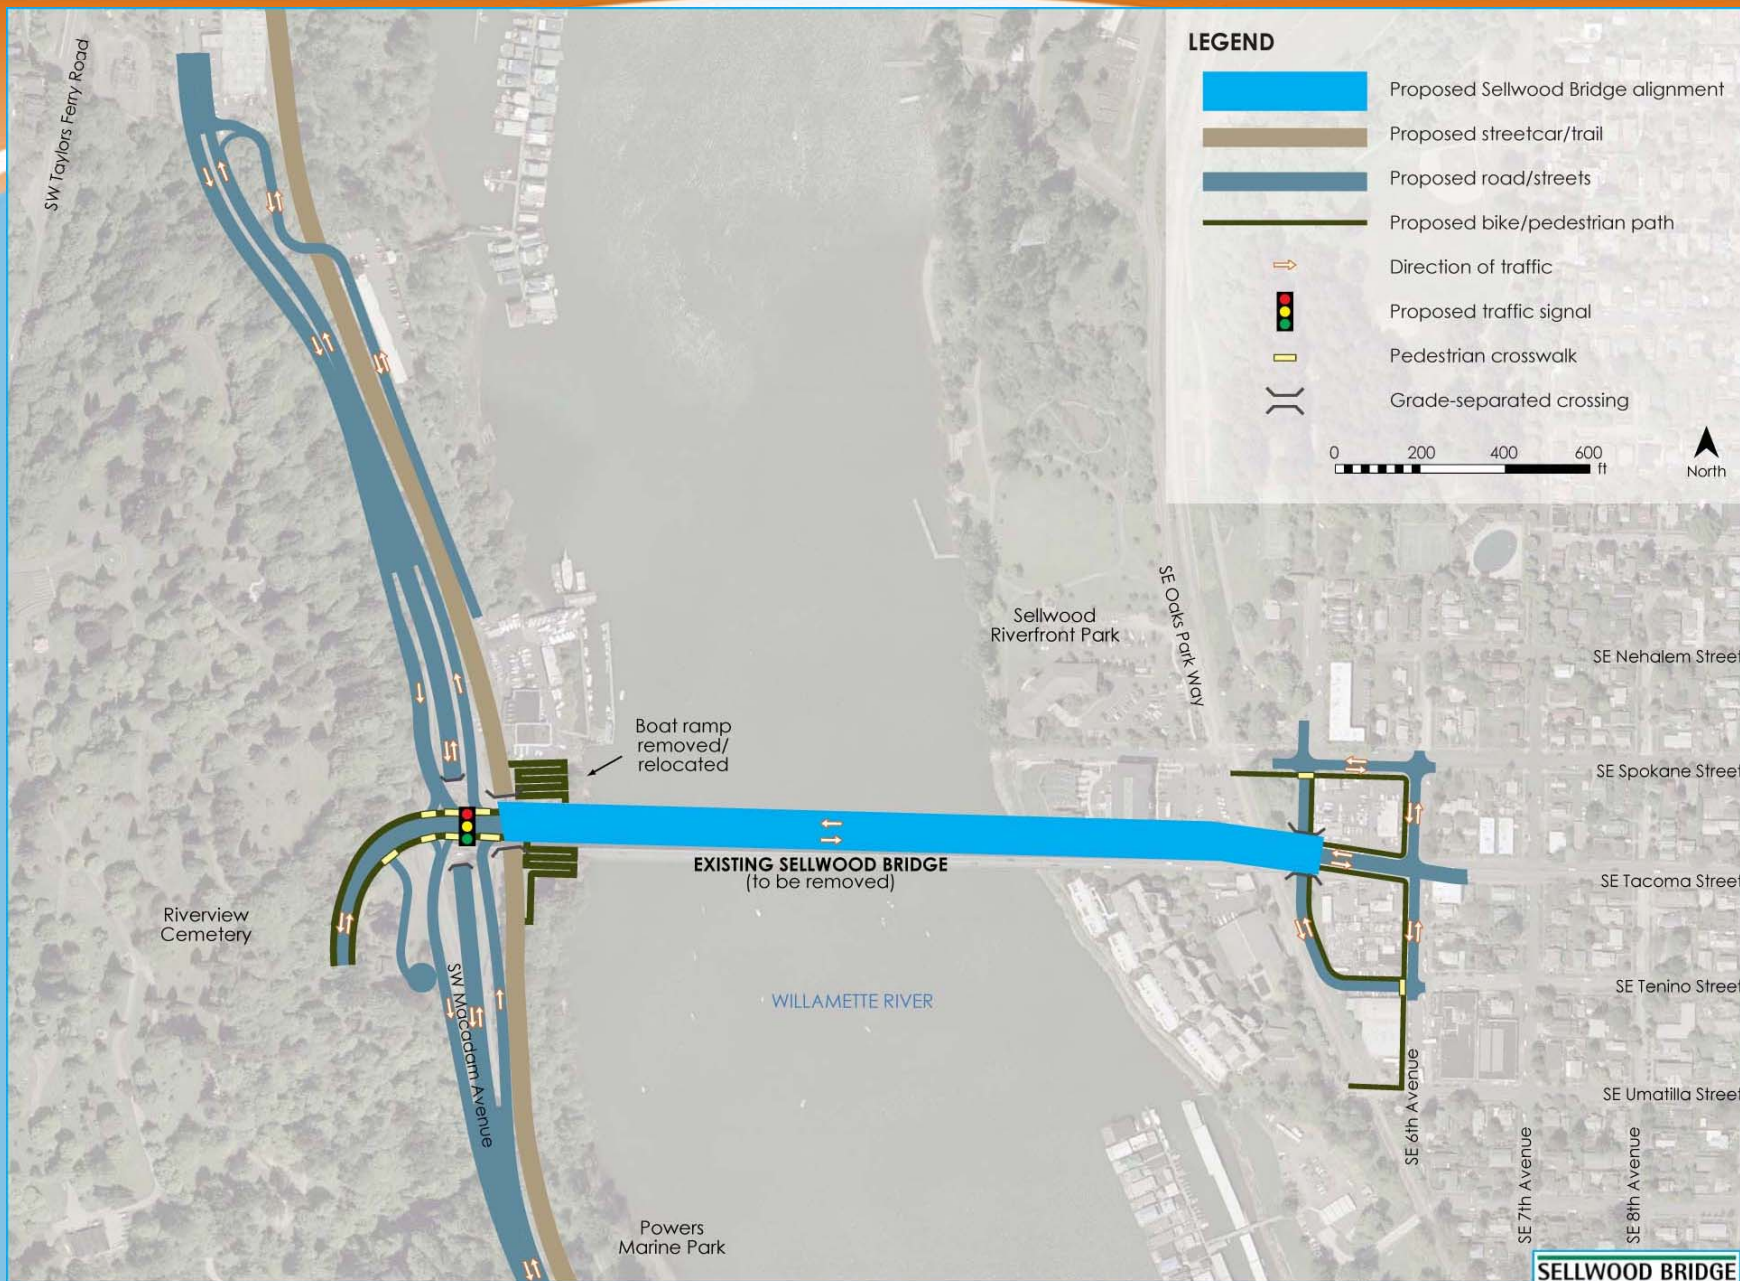 LEGEND
Proposed Sellwood Bridge alignment
Proposed streetcar/trail
Proposed road/streets
Proposed bike/pedestrian path
Direction of traffic
Proposed traffic signal
Pedestrian crosswalk
Grade-separated crossing
0 200 400 600 ft
North
SW Taylors Ferry Road
Sellwood
Riverfront Park
SE Oaks Park Way
SE Nehalem Street
Boat ramp
removed/
relocated
SE Spokane Street
EXISTING SELLWOOD BRIDGE
(to be removed)
SE Tacoma Street
Riverview
Cemetery
SW Macadam Avenue
WILLAMETTE RIVER
SE Tenino Street
SE Umatilla Street
SE 6th Avenue
SE 7th Avenue
SE 8th Avenue
Powers
Marine Park
SELLWOOD BRIDGE